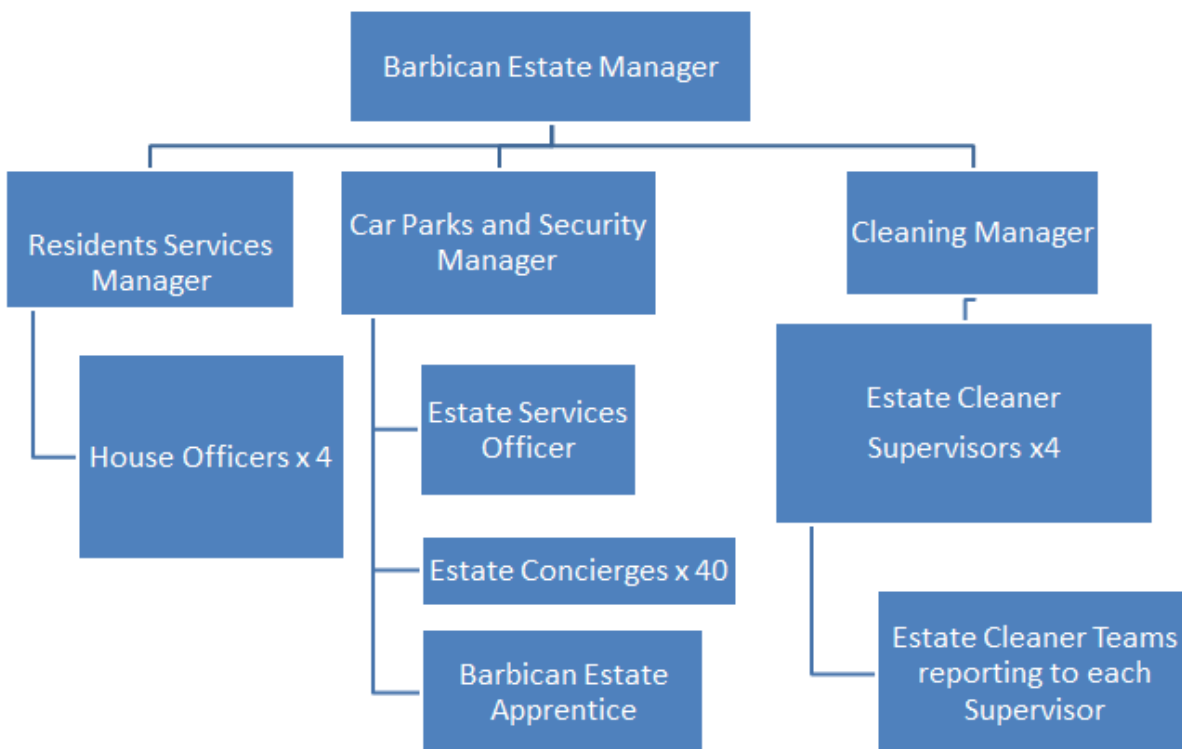 Barbican Estate Manager
Residents Services
Manager
Car Parks and Security
Manager
Cleaning Manager
House Officers x 4
Estate Services
Officer
Estate Concierges x 40
Barbican Estate
Apprentice
Estate Cleaner
Supervisors x4
Estate Cleaner Teams
reporting to each
Supervisor